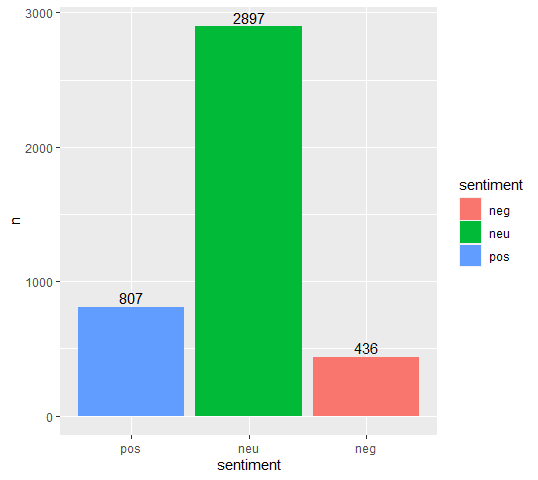 3000
2000
1000
0
n
2897
807
436
pos neu neg
sentiment
sentiment
neg
neu
pos